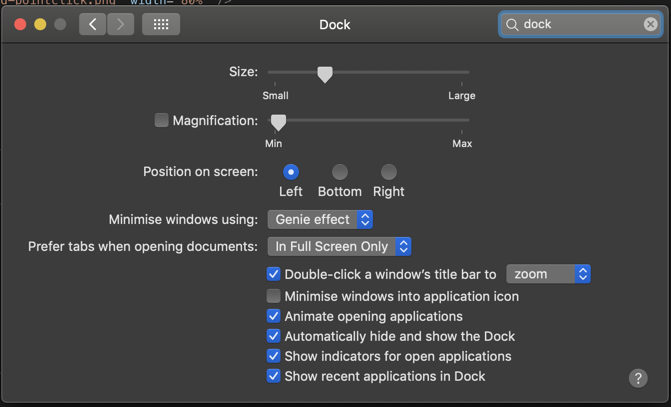 d-pointclick.png" width="80%" />
Dock
dock
Size:
Small Large
Magnification:
Min Max
Position on screen:
Left Bottom Right
Minimise windows using: Genie effect
Prefer tabs when opening documents: In Full Screen Only
Double-click a window's title bar to zoom
Minimise windows into application icon
Animate opening applications
Automatically hide and show the Dock
Show indicators for open applications
Show recent applications in Dock
?